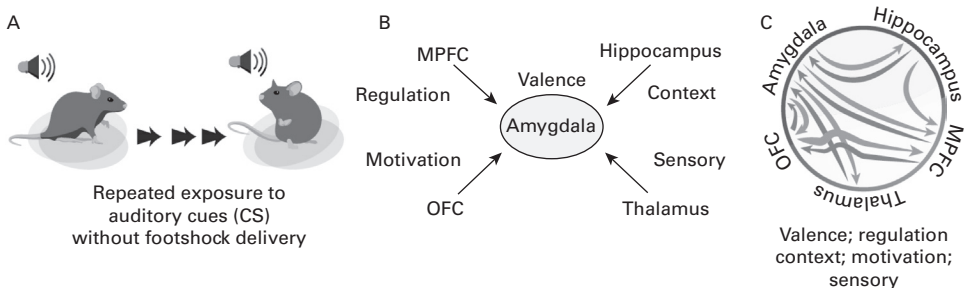 A
Repeated exposure to
auditory cues (CS)
without footshock delivery
B
MPFC
Hippocampus
Valence
Regulation
Context
Amygdala
Motivation
Sensory
OFC
Thalamus
C
Amygdala
Hippocampus
OFC
MPFC
Thalamus
Valence; regulation
context; motivation;
sensory